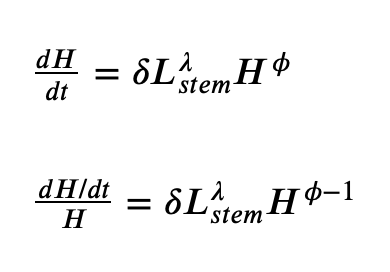 dH/dt = δL_stem^λ H^ϕ
(dH/dt)/H = δL_stem^λ H^(ϕ−1)